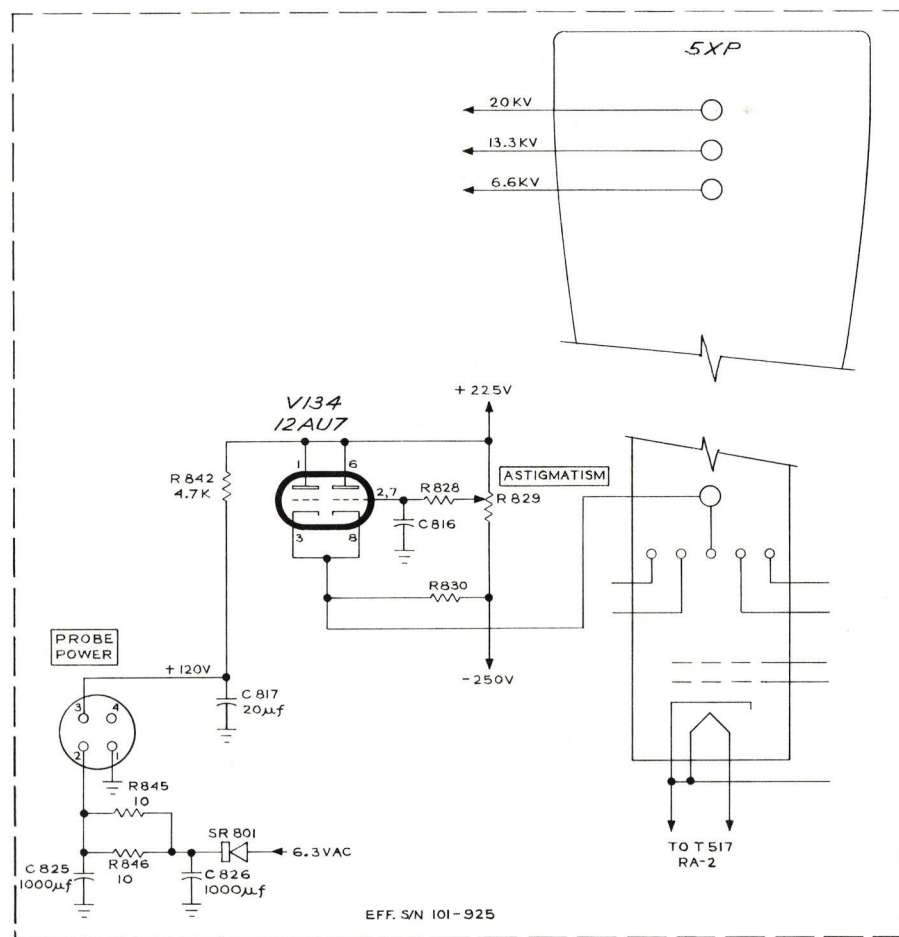 5XP
20KV
13.3KV
6.6KV
+225V
V134
12AU7
1
6
R842
4.7K
2,7
R828
ASTIGMATISM
R829
C816
3
8
R830
PROBE
POWER
+120V
-250V
C817
20µf
3
4
2
1
R845
10
SR801
6.3VAC
R846
10
C825
1000µf
C826
1000µf
TO T517
RA-2
EFF. S/N 101-925